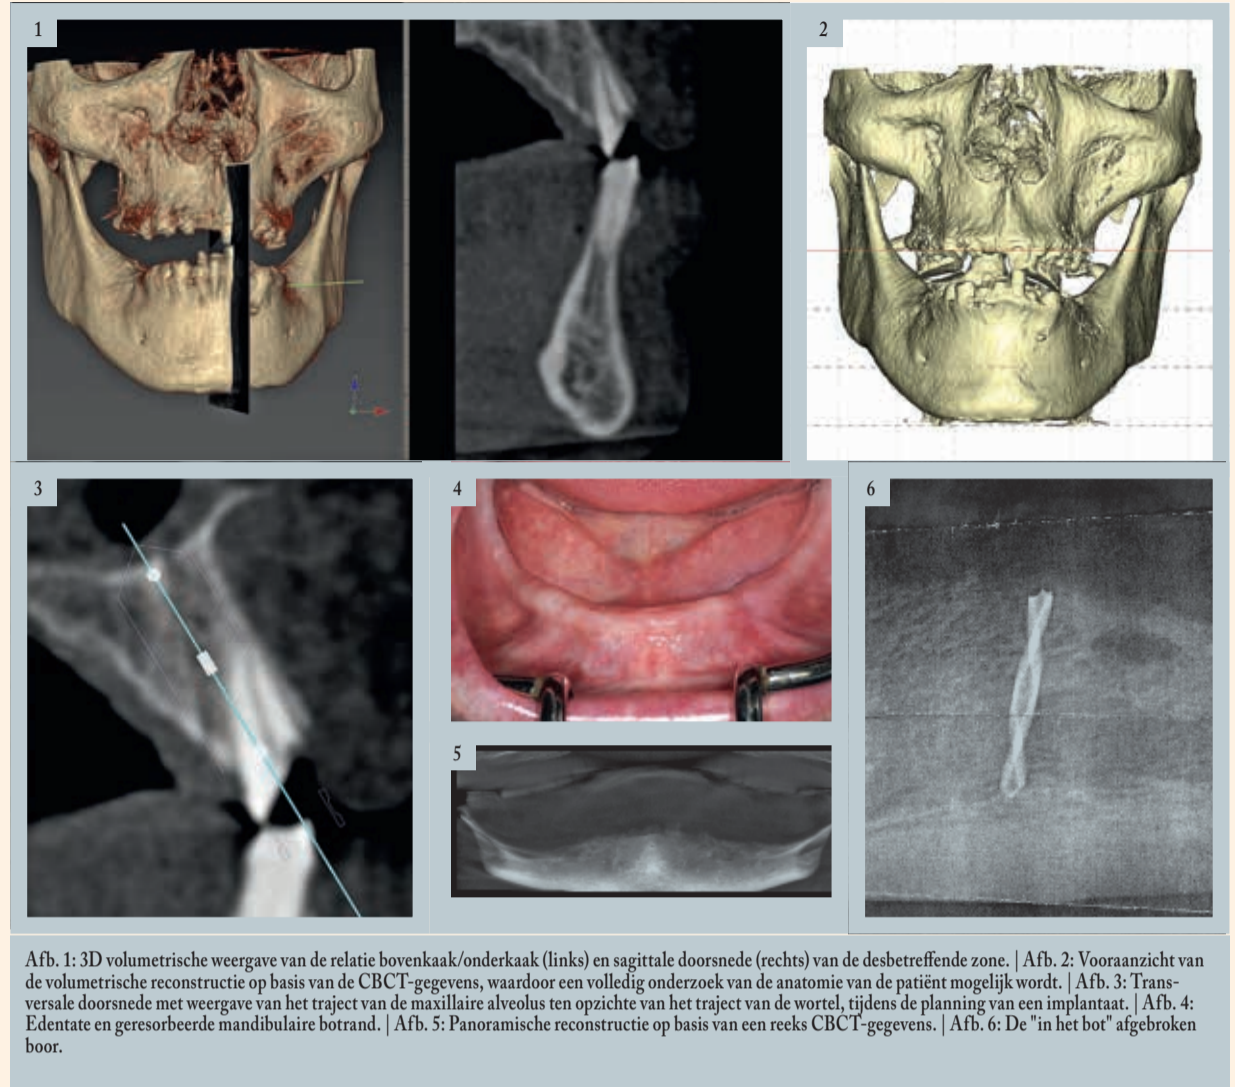 1
2
3
4
5
6
Afb. 1: 3D volumetrische weergave van de relatie bovenkaak/onderkaak (links) en sagittale doorsnede (rechts) van de desbetreffende zone. | Afb. 2: Vooraanzicht van
de volumetrische reconstructie op basis van de CBCT-gegevens, waardoor een volledig onderzoek van de anatomie van de patiënt mogelijk wordt. | Afb. 3: Trans-
versale doorsnede met weergave van het traject van de maxillaire alveolus ten opzichte van het traject van de wortel, tijdens de planning van een implantaat. | Afb. 4:
Edentate en geresorbeerde mandibulaire botrand. | Afb. 5: Panoramische reconstructie op basis van een reeks CBCT-gegevens. | Afb. 6: De "in het bot" afgebroken
boor.